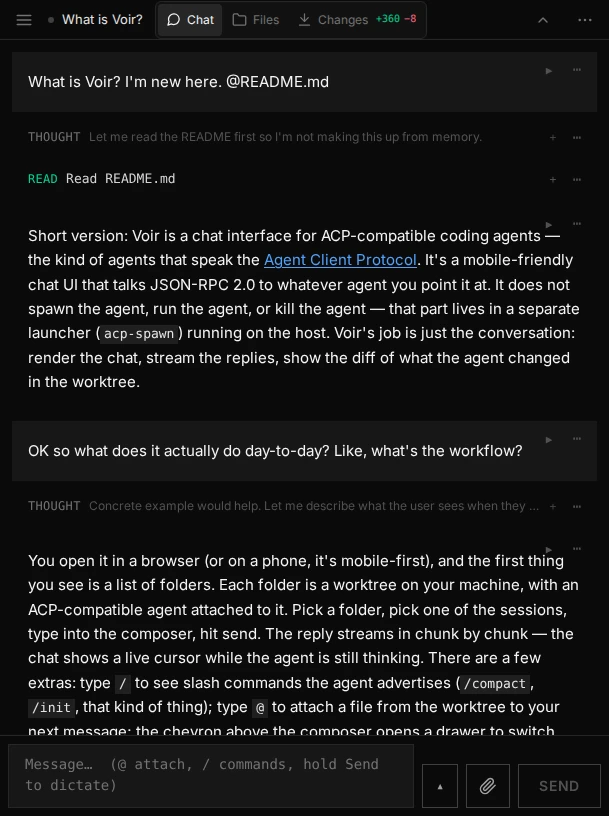 What is Voir? Chat Files Changes +360 −8
What is Voir? I'm new here. @README.md
THOUGHT Let me read the README first so I'm not making this up from memory.
READ Read README.md
Short version: Voir is a chat interface for ACP-compatible coding agents —
the kind of agents that speak the Agent Client Protocol. It's a mobile-friendly
chat UI that talks JSON-RPC 2.0 to whatever agent you point it at. It does not
spawn the agent, run the agent, or kill the agent — that part lives in a separate
launcher (acp-spawn) running on the host. Voir's job is just the conversation:
render the chat, stream the replies, show the diff of what the agent changed
in the worktree.
OK so what does it actually do day-to-day? Like, what's the workflow?
THOUGHT Concrete example would help. Let me describe what the user sees when they …
You open it in a browser (or on a phone, it's mobile-first), and the first thing
you see is a list of folders. Each folder is a worktree on your machine, with an
ACP-compatible agent attached to it. Pick a folder, pick one of the sessions,
type into the composer, hit send. The reply streams in chunk by chunk — the
chat shows a live cursor while the agent is still thinking. There are a few
extras: type / to see slash commands the agent advertises (/compact,
/init, that kind of thing); type @ to attach a file from the worktree to your
next message; the chevron above the composer opens a drawer to switch
Message… (@ attach, / commands, hold Send
to dictate)
SEND